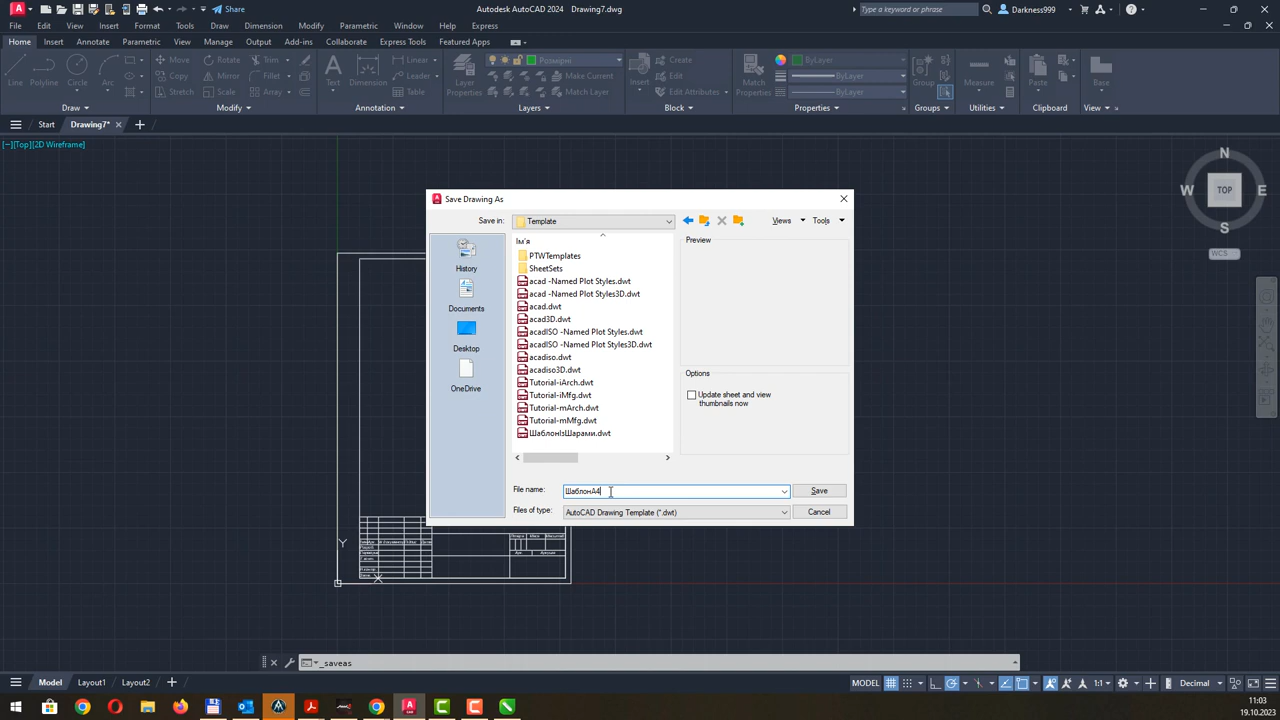 Share
Autodesk AutoCAD 2024 Drawing7.dwg
Type a keyword or phrase
Darkness999
File Edit View Insert Format Tools Draw Dimension Modify Parametric Window Help Express
Home Insert Annotate Parametric View Manage Output Add-ins Collaborate Express Tools Featured Apps
Line
Polyline
Circle
Arc
Draw
Move
Rotate
Trim
Copy
Mirror
Fillet
Stretch
Scale
Array
Modify
Text
Dimension
Linear
Leader
Table
Annotation
Layer
Properties
Розмірні
Make Current
Match Layer
Layers
Insert
Create
Edit
Edit Attributes
Block
Match
Properties
ByLayer
ByLayer
ByLayer
Properties
Group
Groups
Measure
Utilities
Paste
Clipboard
Base
View
Start
Drawing7*
[−][Top][2D Wireframe]
N
W
TOP
E
S
WCS
Save Drawing As
Save in:
Template
Views
Tools
History
Documents
Desktop
OneDrive
Ім'я
PTWTemplates
SheetSets
acad -Named Plot Styles.dwt
acad -Named Plot Styles3D.dwt
acad.dwt
acad3D.dwt
acadISO -Named Plot Styles.dwt
acadISO -Named Plot Styles3D.dwt
acadiso.dwt
acadiso3D.dwt
Tutorial-iArch.dwt
Tutorial-iMfg.dwt
Tutorial-mArch.dwt
Tutorial-mMfg.dwt
ШаблонІзШарами.dwt
Preview
Options
Update sheet and view
thumbnails now
File name:
ШаблонА4
Save
Files of type:
AutoCAD Drawing Template (*.dwt)
Cancel
Y
X
_saveas
Model
Layout1
Layout2
MODEL
1:1
Decimal
11:03
19.10.2023